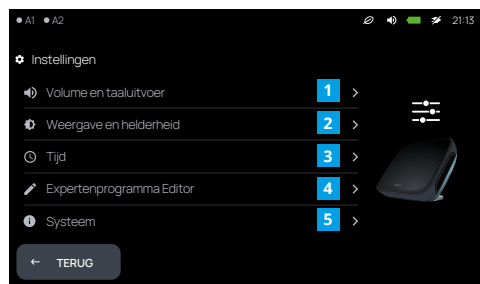 A1 A2 21:13
Instellingen
Volume en taaluitvoer 1
Weergave en helderheid 2
Tijd 3
Expertenprogramma Editor 4
Systeem 5
TERUG